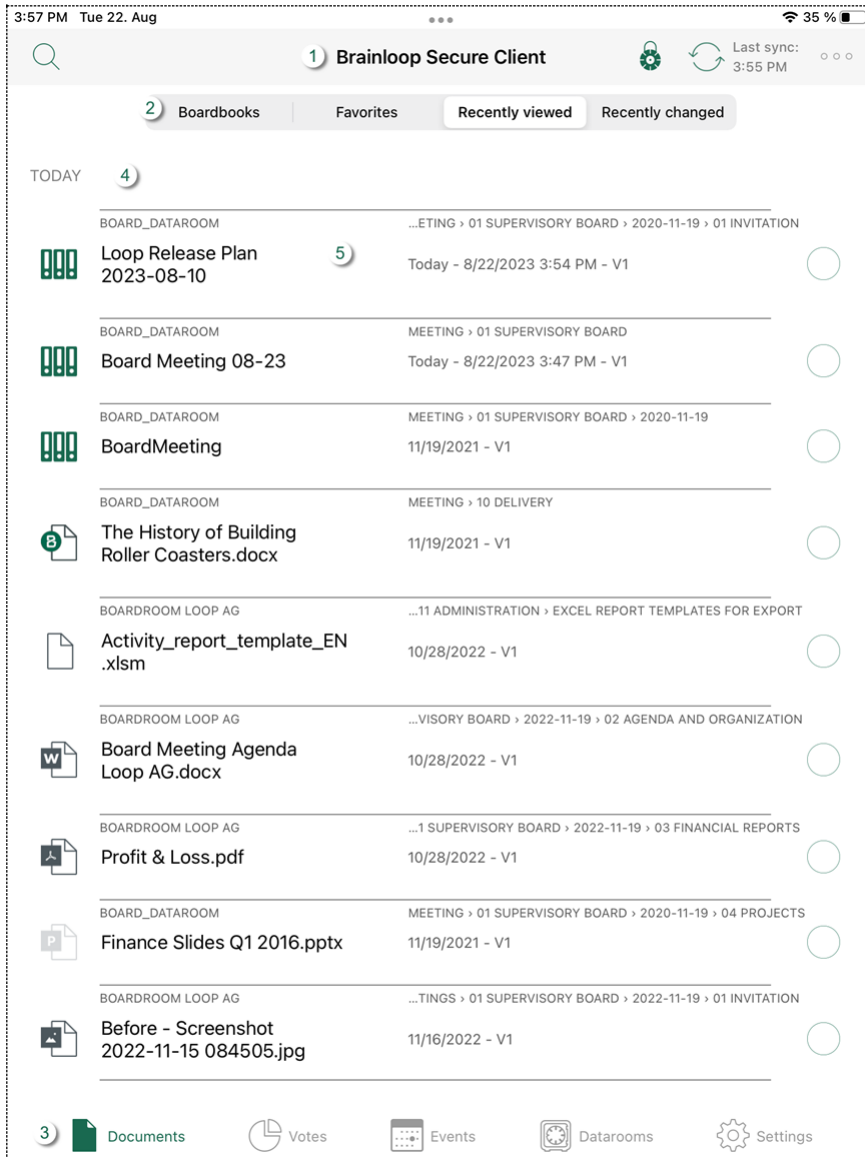 3:57 PM Tue 22. Aug 35 %
1 Brainloop Secure Client Last sync:
3:55 PM
2 Boardbooks Favorites Recently viewed Recently changed
TODAY 4
BOARD_DATAROOM ...ETING › 01 SUPERVISORY BOARD › 2020-11-19 › 01 INVITATION
Loop Release Plan 5
2023-08-10 Today - 8/22/2023 3:54 PM - V1
BOARD_DATAROOM MEETING › 01 SUPERVISORY BOARD
Board Meeting 08-23 Today - 8/22/2023 3:47 PM - V1
BOARD_DATAROOM MEETING › 01 SUPERVISORY BOARD › 2020-11-19
BoardMeeting 11/19/2021 - V1
BOARD_DATAROOM MEETING › 10 DELIVERY
B The History of Building
Roller Coasters.docx 11/19/2021 - V1
BOARDROOM LOOP AG ...11 ADMINISTRATION › EXCEL REPORT TEMPLATES FOR EXPORT
Activity_report_template_EN
.xlsm 10/28/2022 - V1
BOARDROOM LOOP AG ...VISORY BOARD › 2022-11-19 › 02 AGENDA AND ORGANIZATION
W Board Meeting Agenda
Loop AG.docx 10/28/2022 - V1
BOARDROOM LOOP AG ...1 SUPERVISORY BOARD › 2022-11-19 › 03 FINANCIAL REPORTS
Profit & Loss.pdf 10/28/2022 - V1
BOARD_DATAROOM MEETING › 01 SUPERVISORY BOARD › 2020-11-19 › 04 PROJECTS
P Finance Slides Q1 2016.pptx 11/19/2021 - V1
BOARDROOM LOOP AG ...TINGS › 01 SUPERVISORY BOARD › 2022-11-19 › 01 INVITATION
Before - Screenshot
2022-11-15 084505.jpg 11/16/2022 - V1
3 Documents Votes Events Datarooms Settings